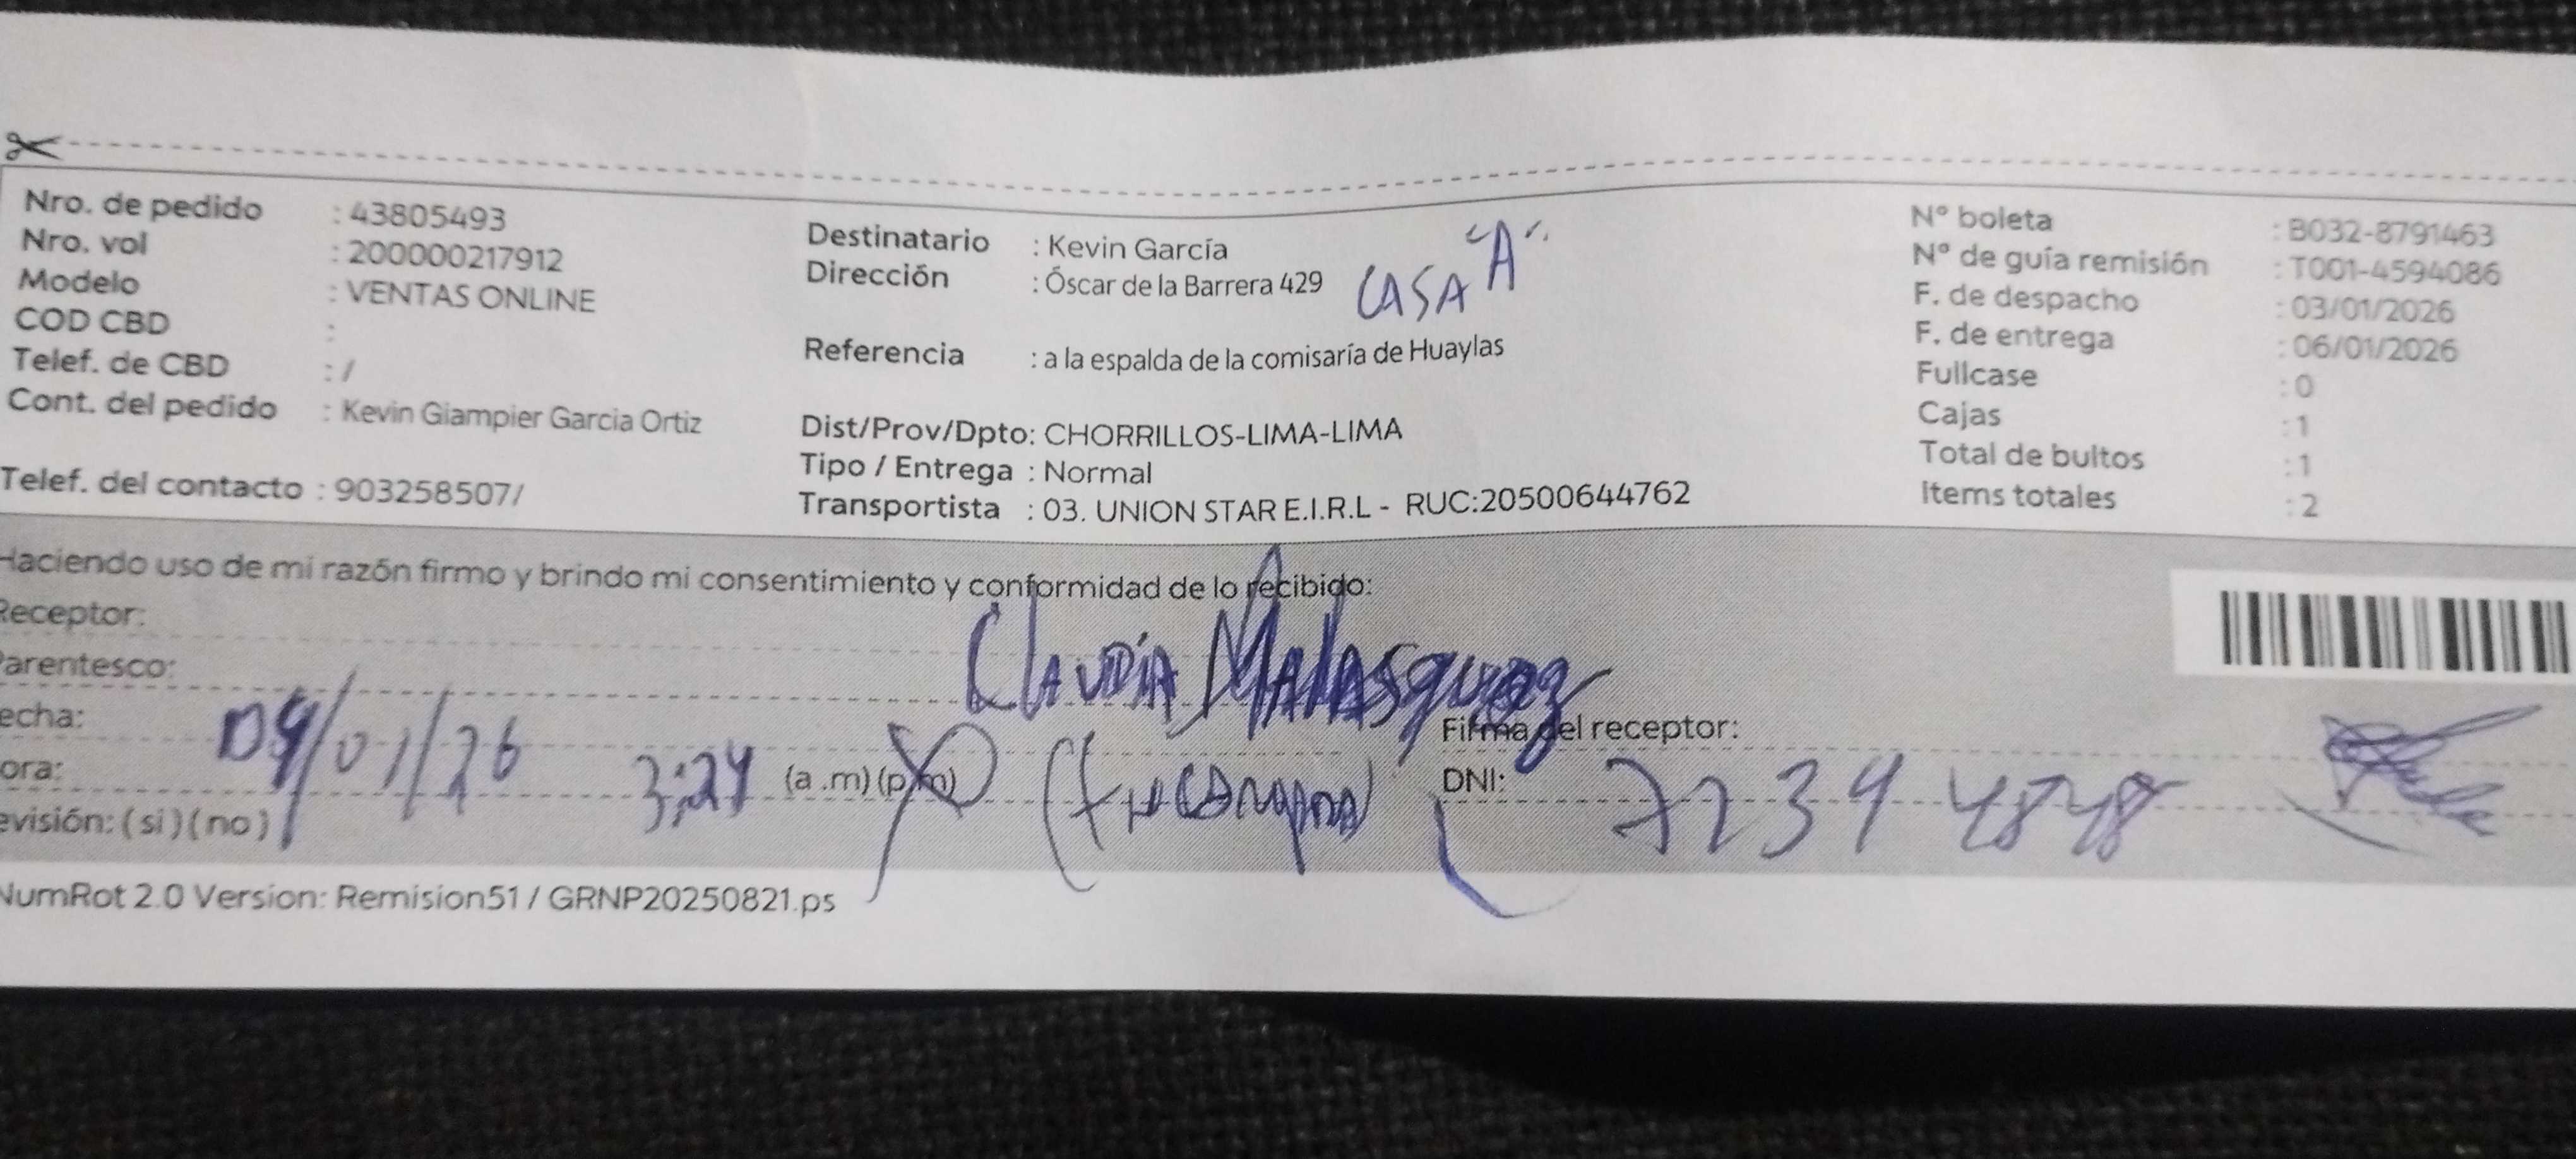 Nro. de pedido : 43805493
Nro. vol : 200000217912
Modelo : VENTAS ONLINE
COD CBD :
Telef. de CBD : /
Cont. del pedido : Kevin Giampier Garcia Ortiz
Telef. del contacto : 903258507/
Destinatario : Kevin García
Dirección : Óscar de la Barrera 429 CASA "A"
Referencia : a la espalda de la comisaría de Huaylas
Dist/Prov/Dpto: CHORRILLOS-LIMA-LIMA
Tipo / Entrega : Normal
Transportista : 03. UNION STAR E.I.R.L - RUC:20500644762
N° boleta : B032-8791463
N° de guía remisión : T001-4594086
F. de despacho : 03/01/2026
F. de entrega : 06/01/2026
Fullcase : 0
Cajas : 1
Total de bultos : 1
Items totales : 2
Haciendo uso de mi razón firmo y brindo mi consentimiento y conformidad de lo recibido:
Receptor: Claudia Malasquez
Parentesco:
echa: 09/01/26
ora: 3:24 (a .m) (p.m)
evisión: ( si ) ( no )
Firma del receptor:
DNI: 7234 4848
NumRot 2.0 Version: Remision51 / GRNP20250821.ps